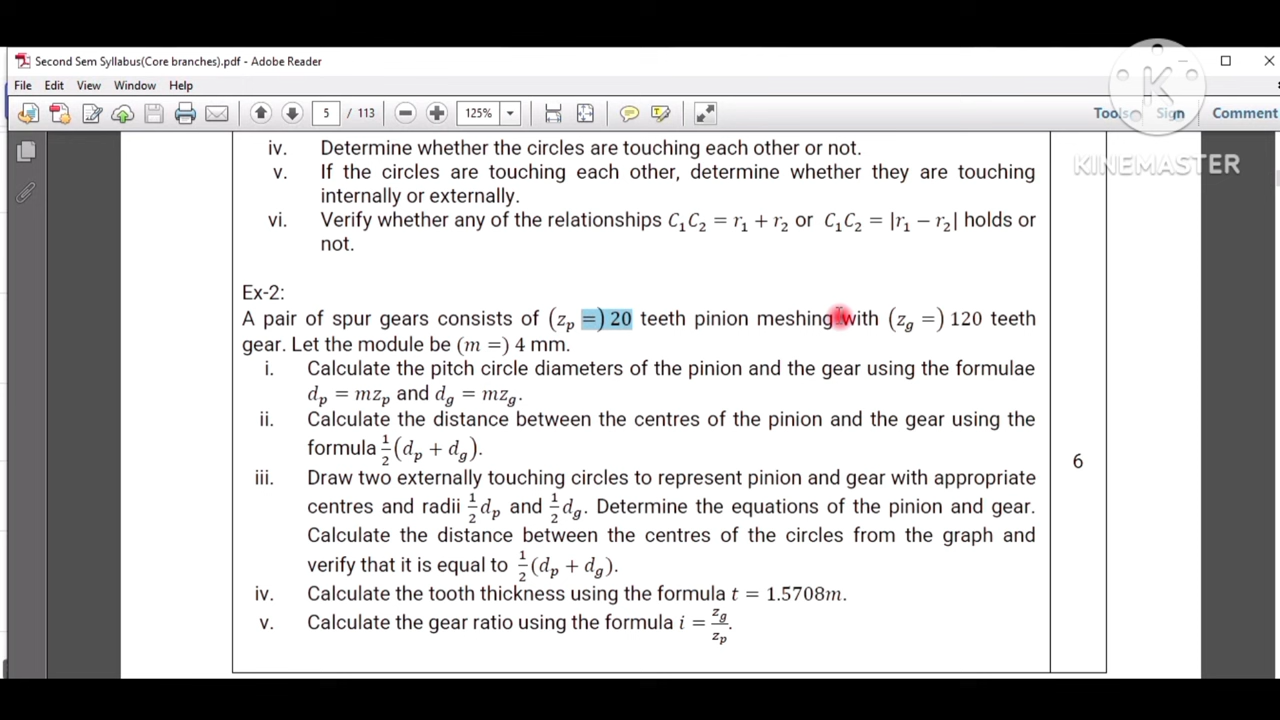 Second Sem Syllabus(Core branches).pdf - Adobe Reader
File Edit View Window Help
5 / 113 125% Tools Sign Comment
KINEMASTER
iv. Determine whether the circles are touching each other or not.
v. If the circles are touching each other, determine whether they are touching
internally or externally.
vi. Verify whether any of the relationships C₁C₂ = r₁ + r₂ or C₁C₂ = |r₁ − r₂| holds or
not.
Ex-2:
A pair of spur gears consists of (zₚ =) 20 teeth pinion meshing with (z_g =) 120 teeth
gear. Let the module be (m =) 4 mm.
i. Calculate the pitch circle diameters of the pinion and the gear using the formulae
dₚ = mzₚ and d_g = mz_g.
ii. Calculate the distance between the centres of the pinion and the gear using the
formula ½(dₚ + d_g).
iii. Draw two externally touching circles to represent pinion and gear with appropriate
centres and radii ½dₚ and ½d_g. Determine the equations of the pinion and gear.
Calculate the distance between the centres of the circles from the graph and
verify that it is equal to ½(dₚ + d_g).
iv. Calculate the tooth thickness using the formula t = 1.5708m.
v. Calculate the gear ratio using the formula i = z_g/zₚ.
6